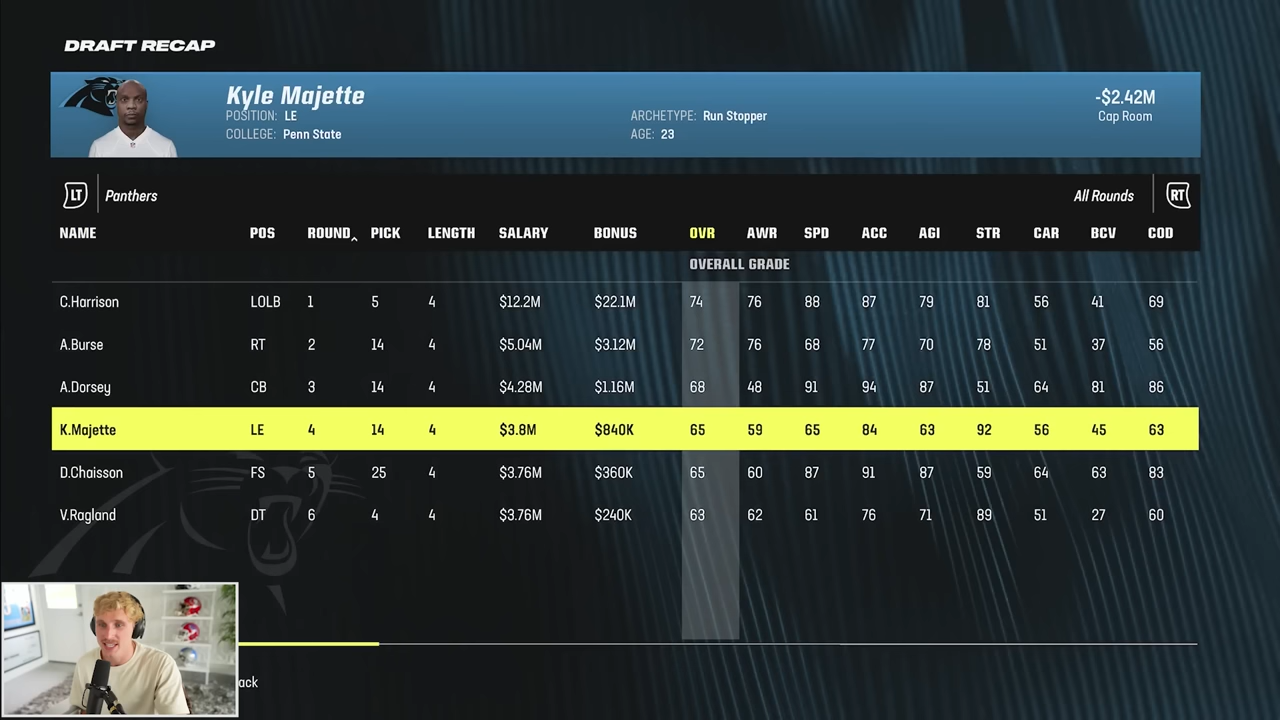 DRAFT RECAP
Kyle Majette
POSITION: LE
ARCHETYPE: Run Stopper
COLLEGE: Penn State
AGE: 23
-$2.42M
Cap Room
LT Panthers
All Rounds RT
NAME POS ROUND PICK LENGTH SALARY BONUS OVR AWR SPD ACC AGI STR CAR BCV COD
OVERALL GRADE
C.Harrison LOLB 1 5 4 $12.2M $22.1M 74 76 88 87 79 81 56 41 69
A.Burse RT 2 14 4 $5.04M $3.12M 72 76 68 77 70 78 51 37 56
A.Dorsey CB 3 14 4 $4.28M $1.16M 68 48 91 94 87 51 64 81 86
K.Majette LE 4 14 4 $3.8M $840K 65 59 65 84 63 92 56 45 63
D.Chaisson FS 5 25 4 $3.76M $360K 65 60 87 91 87 59 64 63 83
V.Ragland DT 6 4 4 $3.76M $240K 63 62 61 76 71 89 51 27 60
ack